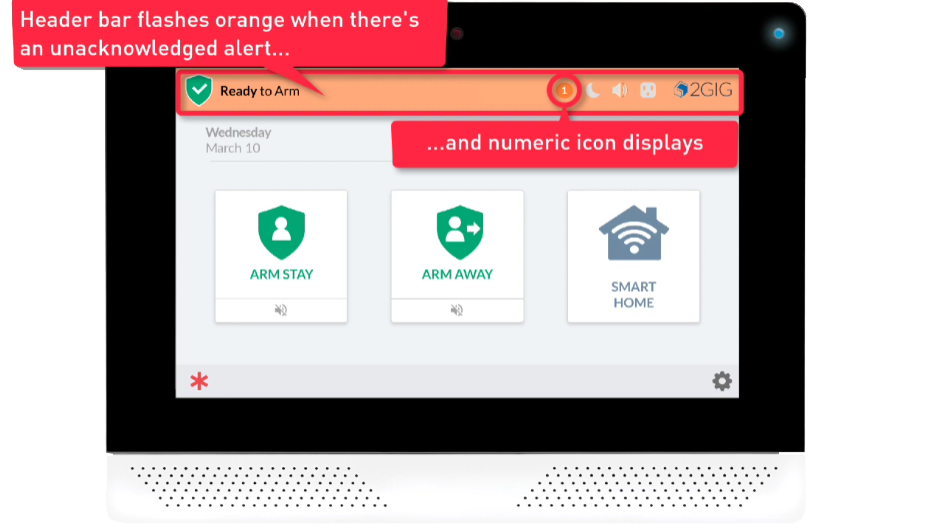 Header bar flashes orange when there's
an unacknowledged alert...
Ready to Arm
1
2GIG
...and numeric icon displays
Wednesday
March 10
ARM STAY
ARM AWAY
SMART
HOME